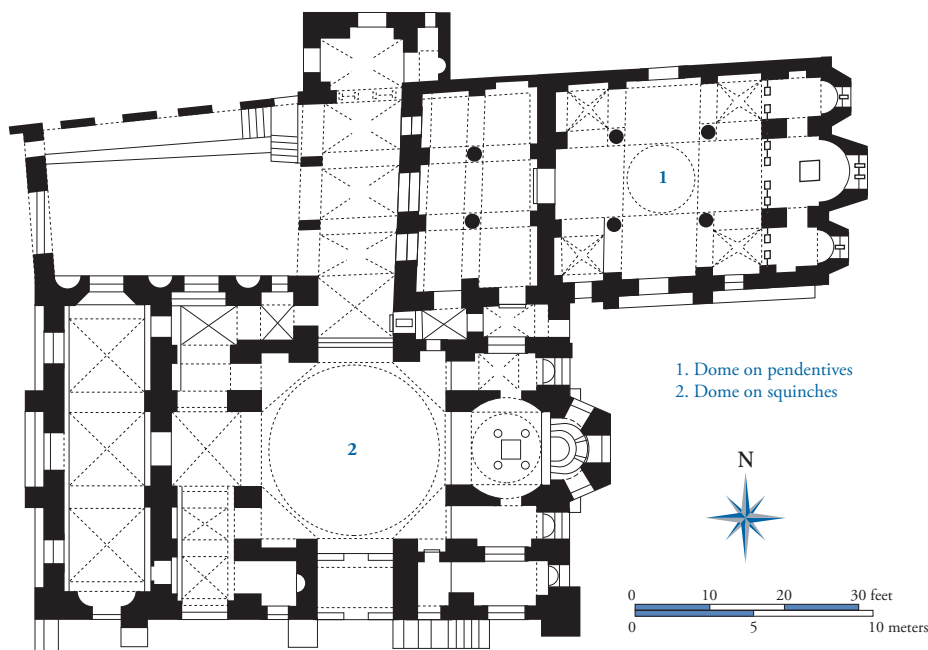 1
1. Dome on pendentives
2. Dome on squinches
2
N
0 10 20 30 feet
0 5 10 meters